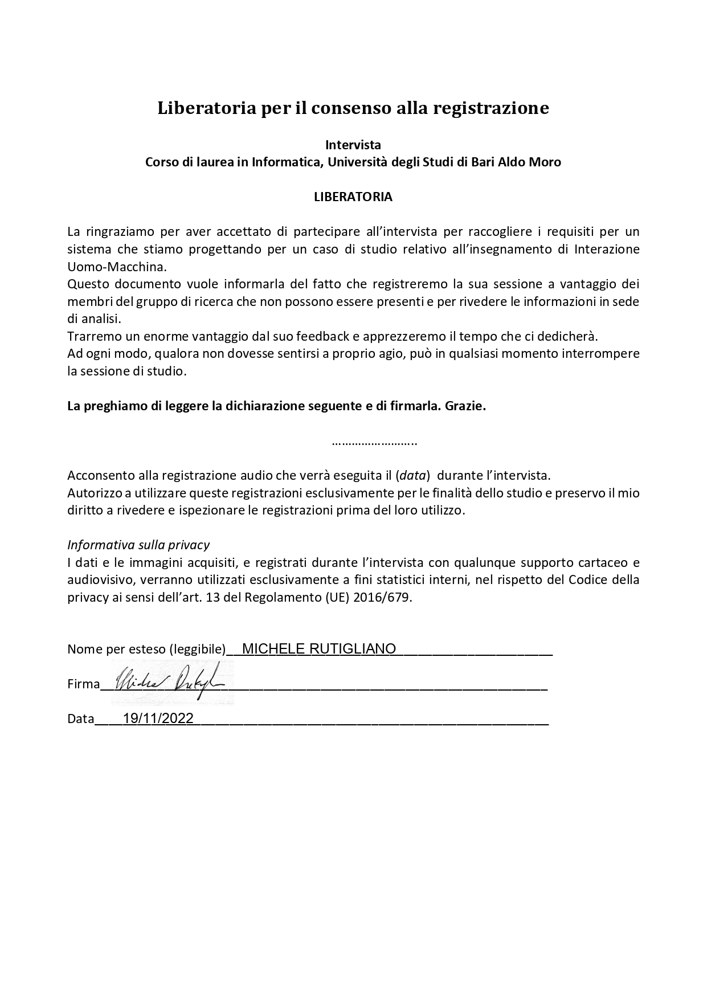 Liberatoria per il consenso alla registrazione
Intervista
Corso di laurea in Informatica, Università degli Studi di Bari Aldo Moro
LIBERATORIA
La ringraziamo per aver accettato di partecipare all’intervista per raccogliere i requisiti per un
sistema che stiamo progettando per un caso di studio relativo all’insegnamento di Interazione
Uomo-Macchina.
Questo documento vuole informarla del fatto che registreremo la sua sessione a vantaggio dei
membri del gruppo di ricerca che non possono essere presenti e per rivedere le informazioni in sede
di analisi.
Trarremo un enorme vantaggio dal suo feedback e apprezzeremo il tempo che ci dedicherà.
Ad ogni modo, qualora non dovesse sentirsi a proprio agio, può in qualsiasi momento interrompere
la sessione di studio.
La preghiamo di leggere la dichiarazione seguente e di firmarla. Grazie.
……………………..
Acconsento alla registrazione audio che verrà eseguita il (data)  durante l’intervista.
Autorizzo a utilizzare queste registrazioni esclusivamente per le finalità dello studio e preservo il mio
diritto a rivedere e ispezionare le registrazioni prima del loro utilizzo.
Informativa sulla privacy
I dati e le immagini acquisiti, e registrati durante l’intervista con qualunque supporto cartaceo e
audiovisivo, verranno utilizzati esclusivamente a fini statistici interni, nel rispetto del Codice della
privacy ai sensi dell’art. 13 del Regolamento (UE) 2016/679.
Nome per esteso (leggibile) MICHELE RUTIGLIANO
Firma
Data 19/11/2022